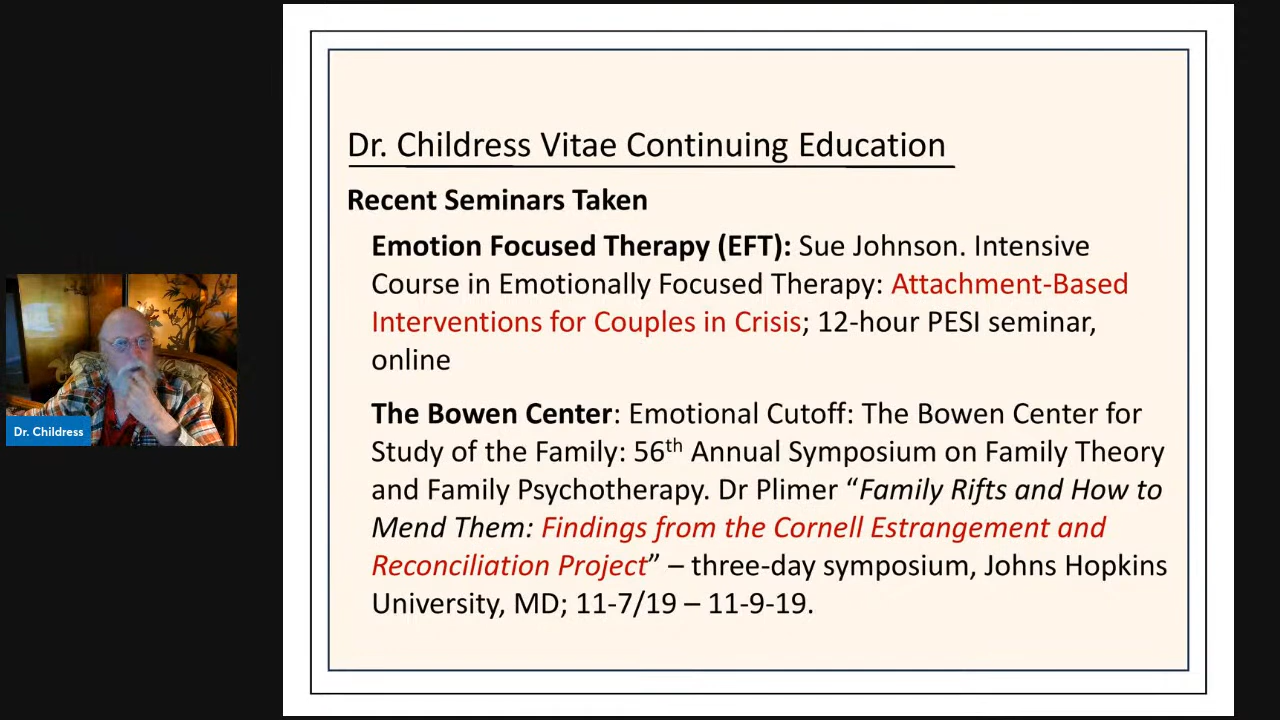 Dr. Childress Vitae Continuing Education
Recent Seminars Taken
Emotion Focused Therapy (EFT): Sue Johnson. Intensive
Course in Emotionally Focused Therapy: Attachment-Based
Interventions for Couples in Crisis; 12-hour PESI seminar,
online
The Bowen Center: Emotional Cutoff: The Bowen Center for
Study of the Family: 56th Annual Symposium on Family Theory
and Family Psychotherapy. Dr Plimer “Family Rifts and How to
Mend Them: Findings from the Cornell Estrangement and
Reconciliation Project” – three-day symposium, Johns Hopkins
University, MD; 11-7/19 – 11-9-19.
Dr. Childress